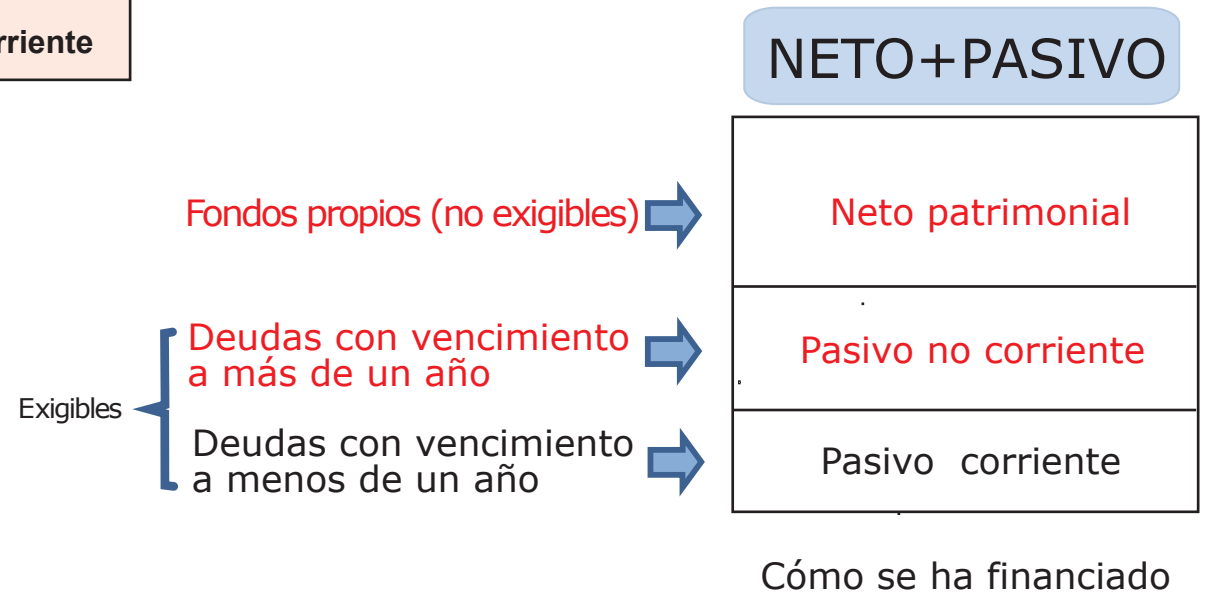 rriente
NETO+PASIVO
Fondos propios (no exigibles)
Neto patrimonial
Deudas con vencimiento
a más de un año
Pasivo no corriente
Exigibles
Deudas con vencimiento
a menos de un año
Pasivo corriente
Cómo se ha financiado